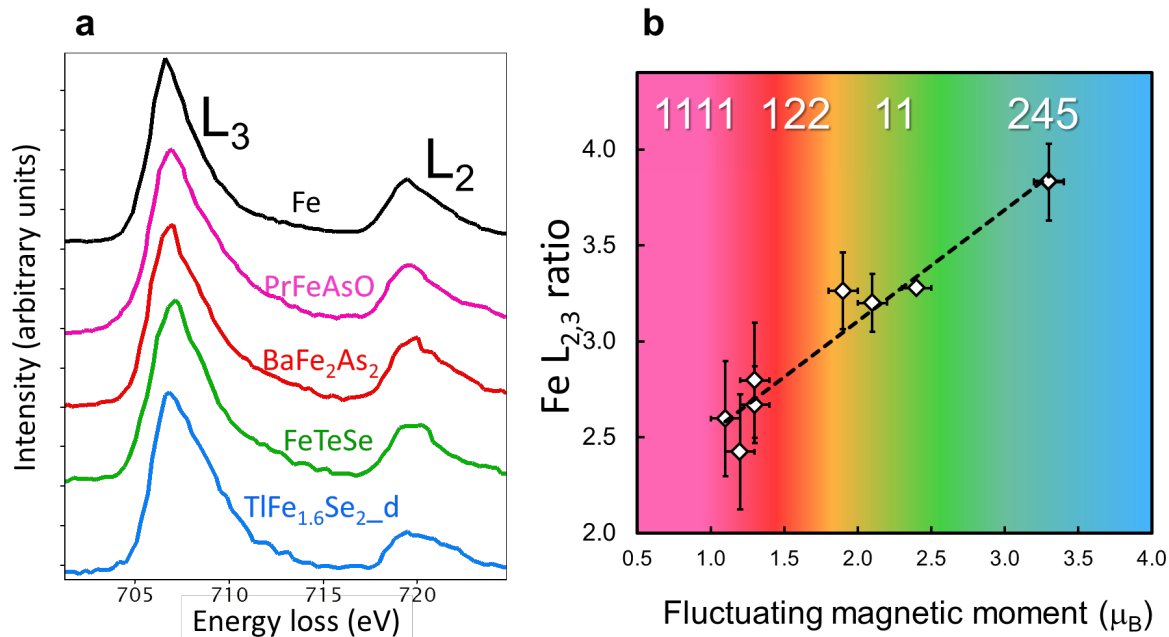 a
L₃
L₂
Fe
PrFeAsO
BaFe₂As₂
FeTeSe
TlFe₁.₆Se₂_d
Intensity (arbitrary units)
705 710 715 720
Energy loss (eV)
b
1111 122 11 245
4.0
3.5
3.0
2.5
2.0
Fe L₂,₃ ratio
0.5 1.0 1.5 2.0 2.5 3.0 3.5 4.0
Fluctuating magnetic moment (μ_B)